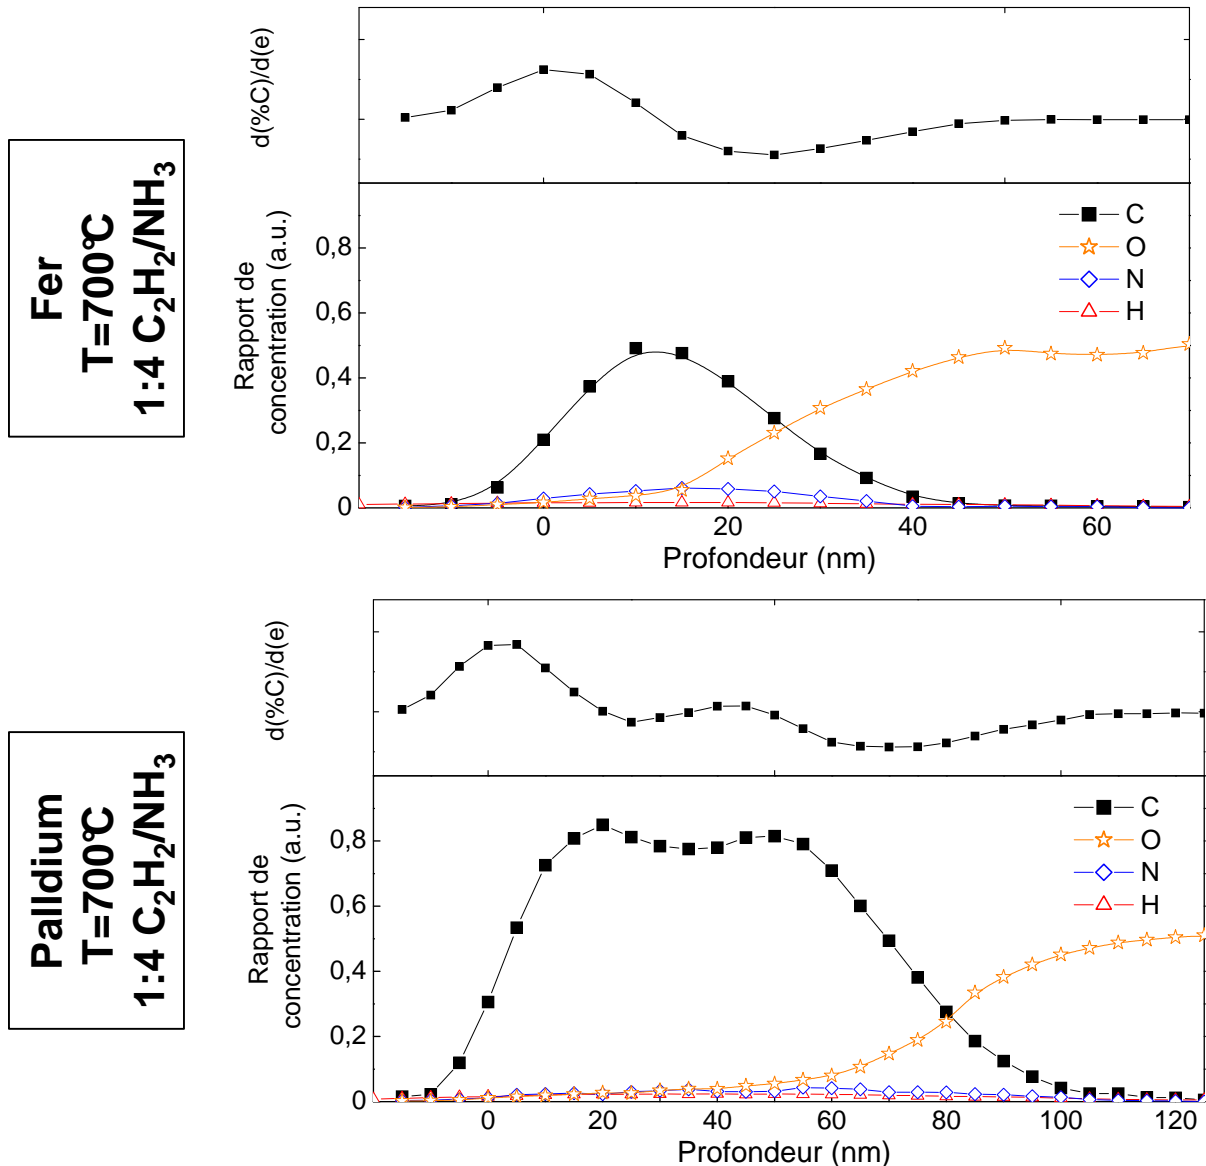 Fer
T=700°C
1:4 C₂H₂/NH₃
d(%C)/d(e)
Rapport de
concentration (a.u.)
0,8
0,6
0,4
0,2
0
C
O
N
H
0 20 40 60
Profondeur (nm)
Palldium
T=700°C
1:4 C₂H₂/NH₃
d(%C)/d(e)
Rapport de
concentration (a.u.)
0.8
0,6
0,4
0,2
0
C
O
N
H
0 20 40 60 80 100 120
Profondeur (nm)